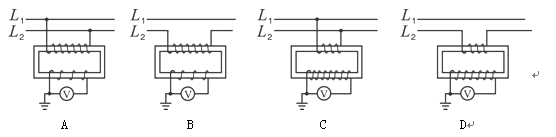 L₁ L₁ L₁ L₁
L₂ L₂ L₂ L₂
V V V V
A B C D